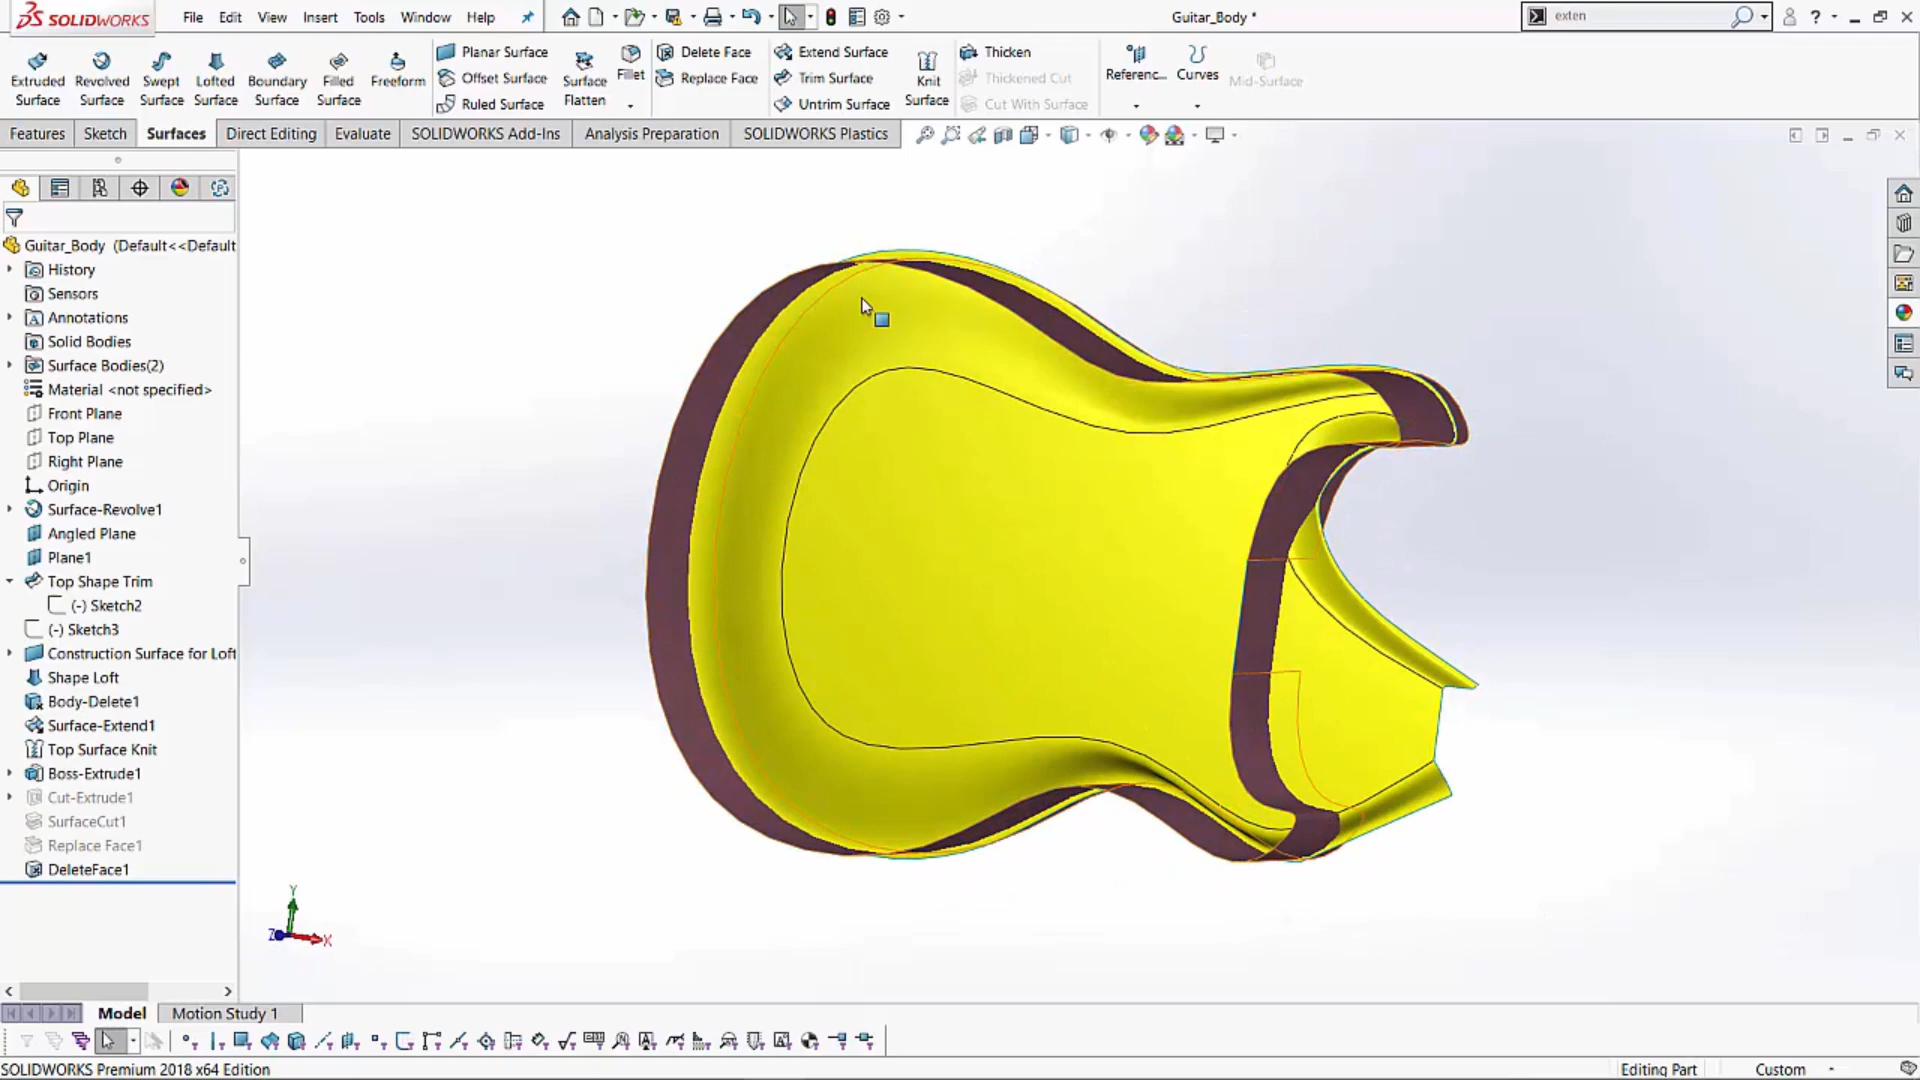 SOLIDWORKS File Edit View Insert Tools Window Help Guitar_Body * exten ?
Extruded Surface
Revolved Surface
Swept Surface
Lofted Surface
Boundary Surface
Filled Surface
Freeform
Planar Surface
Offset Surface
Ruled Surface
Surface Flatten
Fillet
Delete Face
Replace Face
Extend Surface
Trim Surface
Untrim Surface
Knit Surface
Thicken
Thickened Cut
Cut With Surface
Referenc...
Curves
Mid-Surface
Features Sketch Surfaces Direct Editing Evaluate SOLIDWORKS Add-Ins Analysis Preparation SOLIDWORKS Plastics
Guitar_Body (Default<<Default
History
Sensors
Annotations
Solid Bodies
Surface Bodies(2)
Material <not specified>
Front Plane
Top Plane
Right Plane
Origin
Surface-Revolve1
Angled Plane
Plane1
Top Shape Trim
(-) Sketch2
(-) Sketch3
Construction Surface for Loft
Shape Loft
Body-Delete1
Surface-Extend1
Top Surface Knit
Boss-Extrude1
Cut-Extrude1
SurfaceCut1
Replace Face1
DeleteFace1
Y
Z X
Model Motion Study 1
SOLIDWORKS Premium 2018 x64 Edition Editing Part Custom